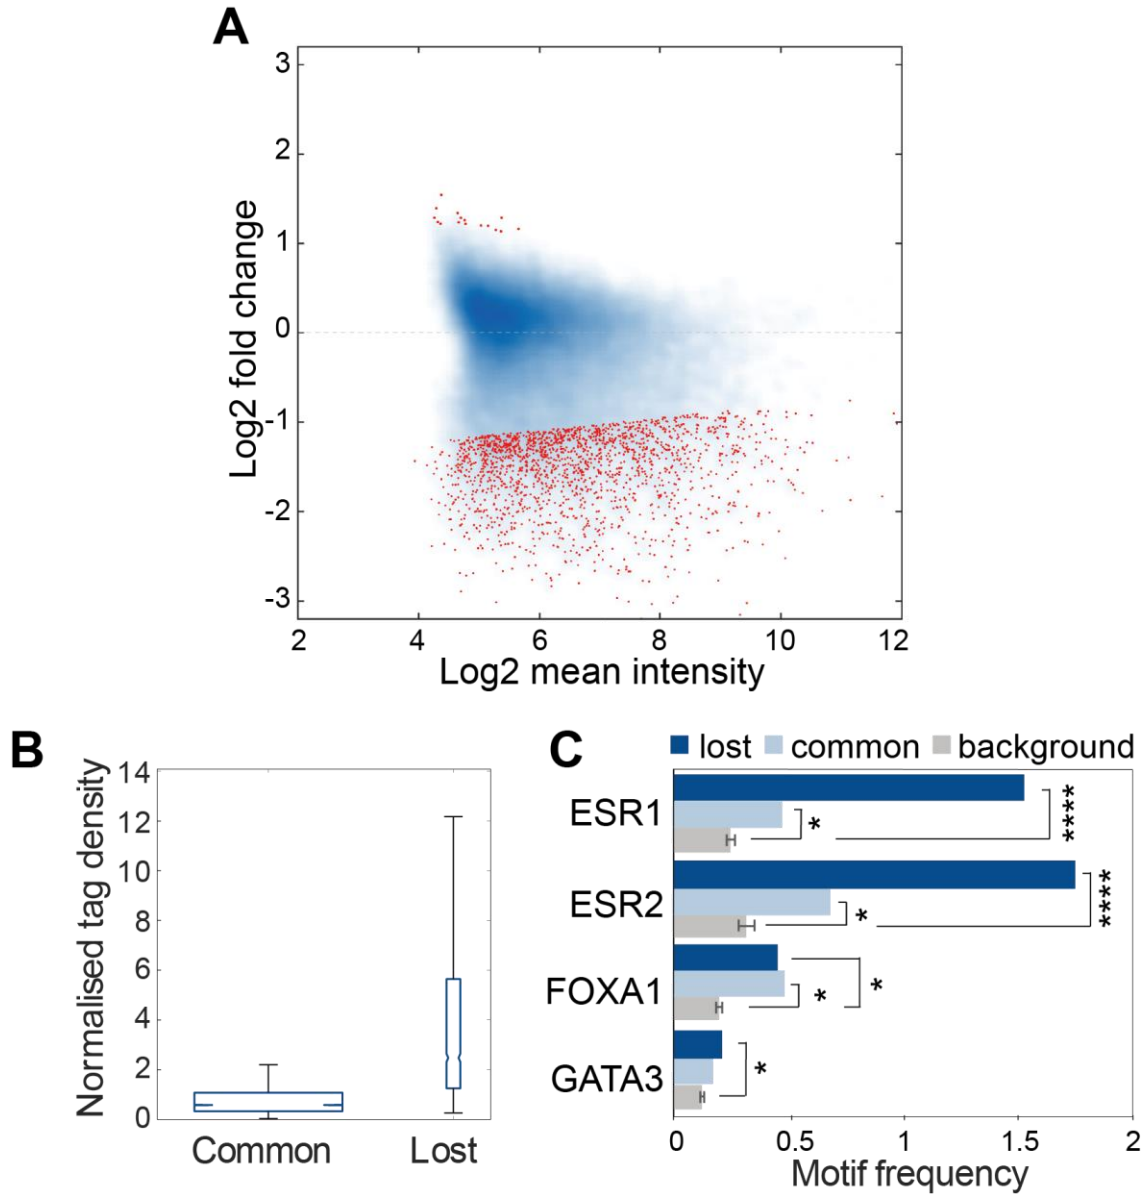 A
3
2
1
0
-1
-2
-3
Log2 fold change
2 4 6 8 10 12
Log2 mean intensity
B
14
12
10
8
6
4
2
0
Normalised tag density
Common Lost
C
lost common background
ESR1
*
****
ESR2
*
****
FOXA1
*
*
GATA3
*
0 0.5 1 1.5 2
Motif frequency